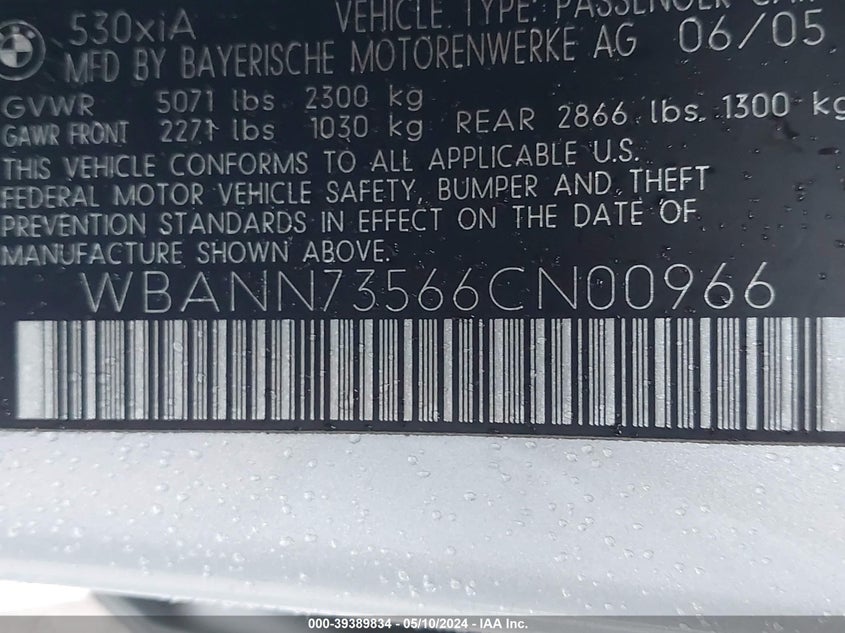 530xiA VEHICLE TYPE: PASSENGER CAR
MFD BY BAYERISCHE MOTORENWERKE AG 06/05
GVWR 5071 lbs 2300 kg
GAWR FRONT 2271 lbs 1030 kg REAR 2866 lbs 1300 kg
THIS VEHICLE CONFORMS TO ALL APPLICABLE U.S.
FEDERAL MOTOR VEHICLE SAFETY, BUMPER AND THEFT
PREVENTION STANDARDS IN EFFECT ON THE DATE OF
MANUFACTURE SHOWN ABOVE.
WBANN73566CN00966
000-39389834 - 05/10/2024 - IAA Inc.